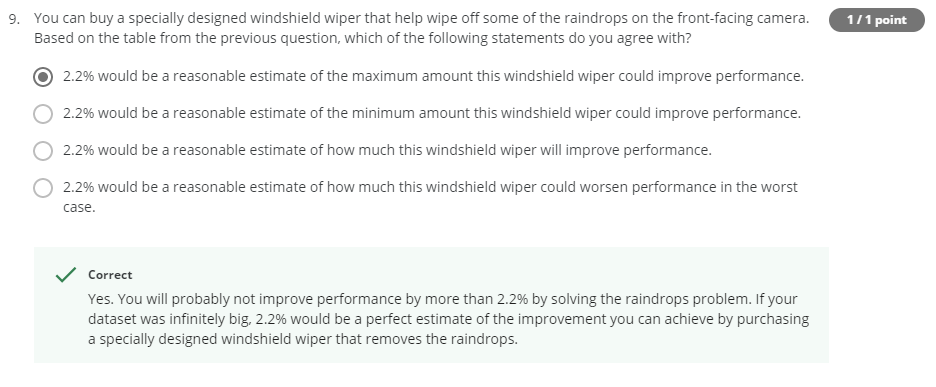 9. You can buy a specially designed windshield wiper that help wipe off some of the raindrops on the front-facing camera.
1 / 1 point
Based on the table from the previous question, which of the following statements do you agree with?
2.2% would be a reasonable estimate of the maximum amount this windshield wiper could improve performance.
2.2% would be a reasonable estimate of the minimum amount this windshield wiper could improve performance.
2.2% would be a reasonable estimate of how much this windshield wiper will improve performance.
2.2% would be a reasonable estimate of how much this windshield wiper could worsen performance in the worst
case.
Correct
Yes. You will probably not improve performance by more than 2.2% by solving the raindrops problem. If your
dataset was infinitely big, 2.2% would be a perfect estimate of the improvement you can achieve by purchasing
a specially designed windshield wiper that removes the raindrops.